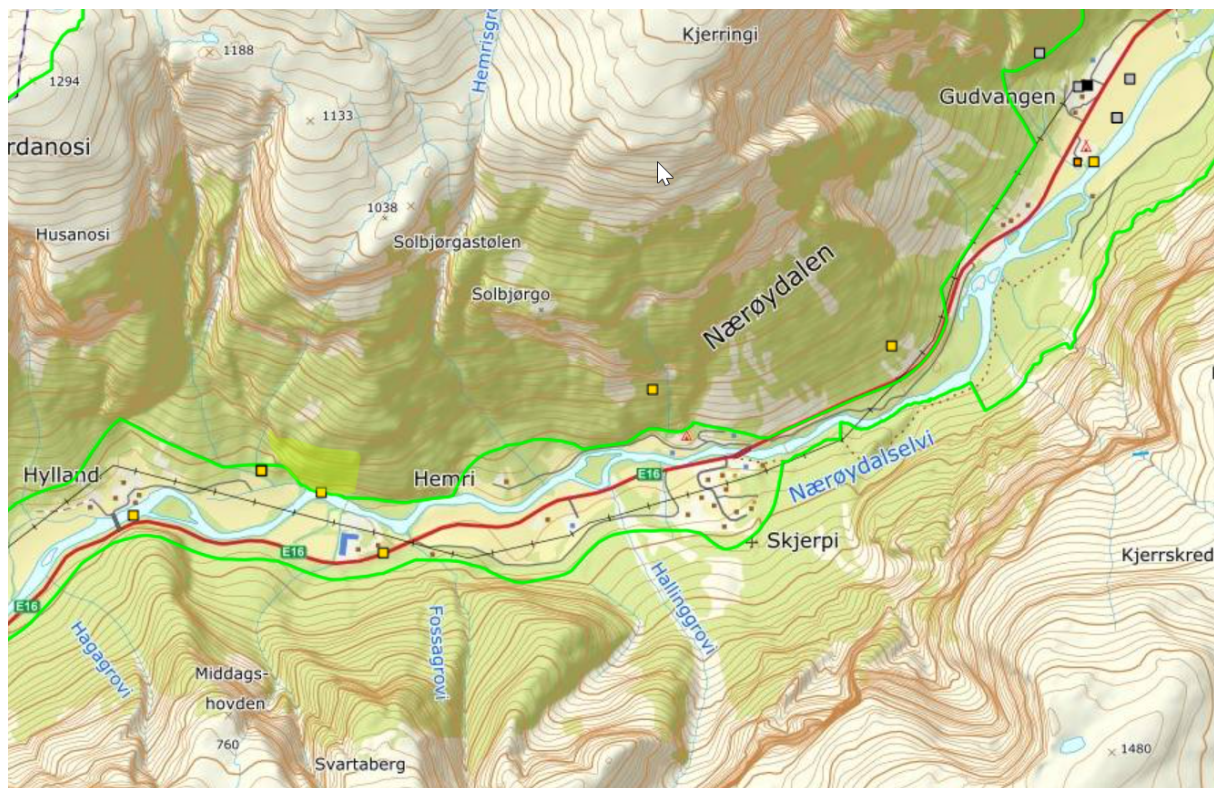 1188
Hemrisgro
Kjerringi
1294
Gudvangen
1133
rdanosi
1038
Husanosi
Solbjørgastølen
Nærøydalen
Solbjørgo
Hylland
Hemri
E16
Nærøydalselvi
E16
Skjerpi
Kjerrskred
E16
Hagagrovi
Fossagrovi
Hallinggrovi
Middags-
hovden
760
Svartaberg
1480